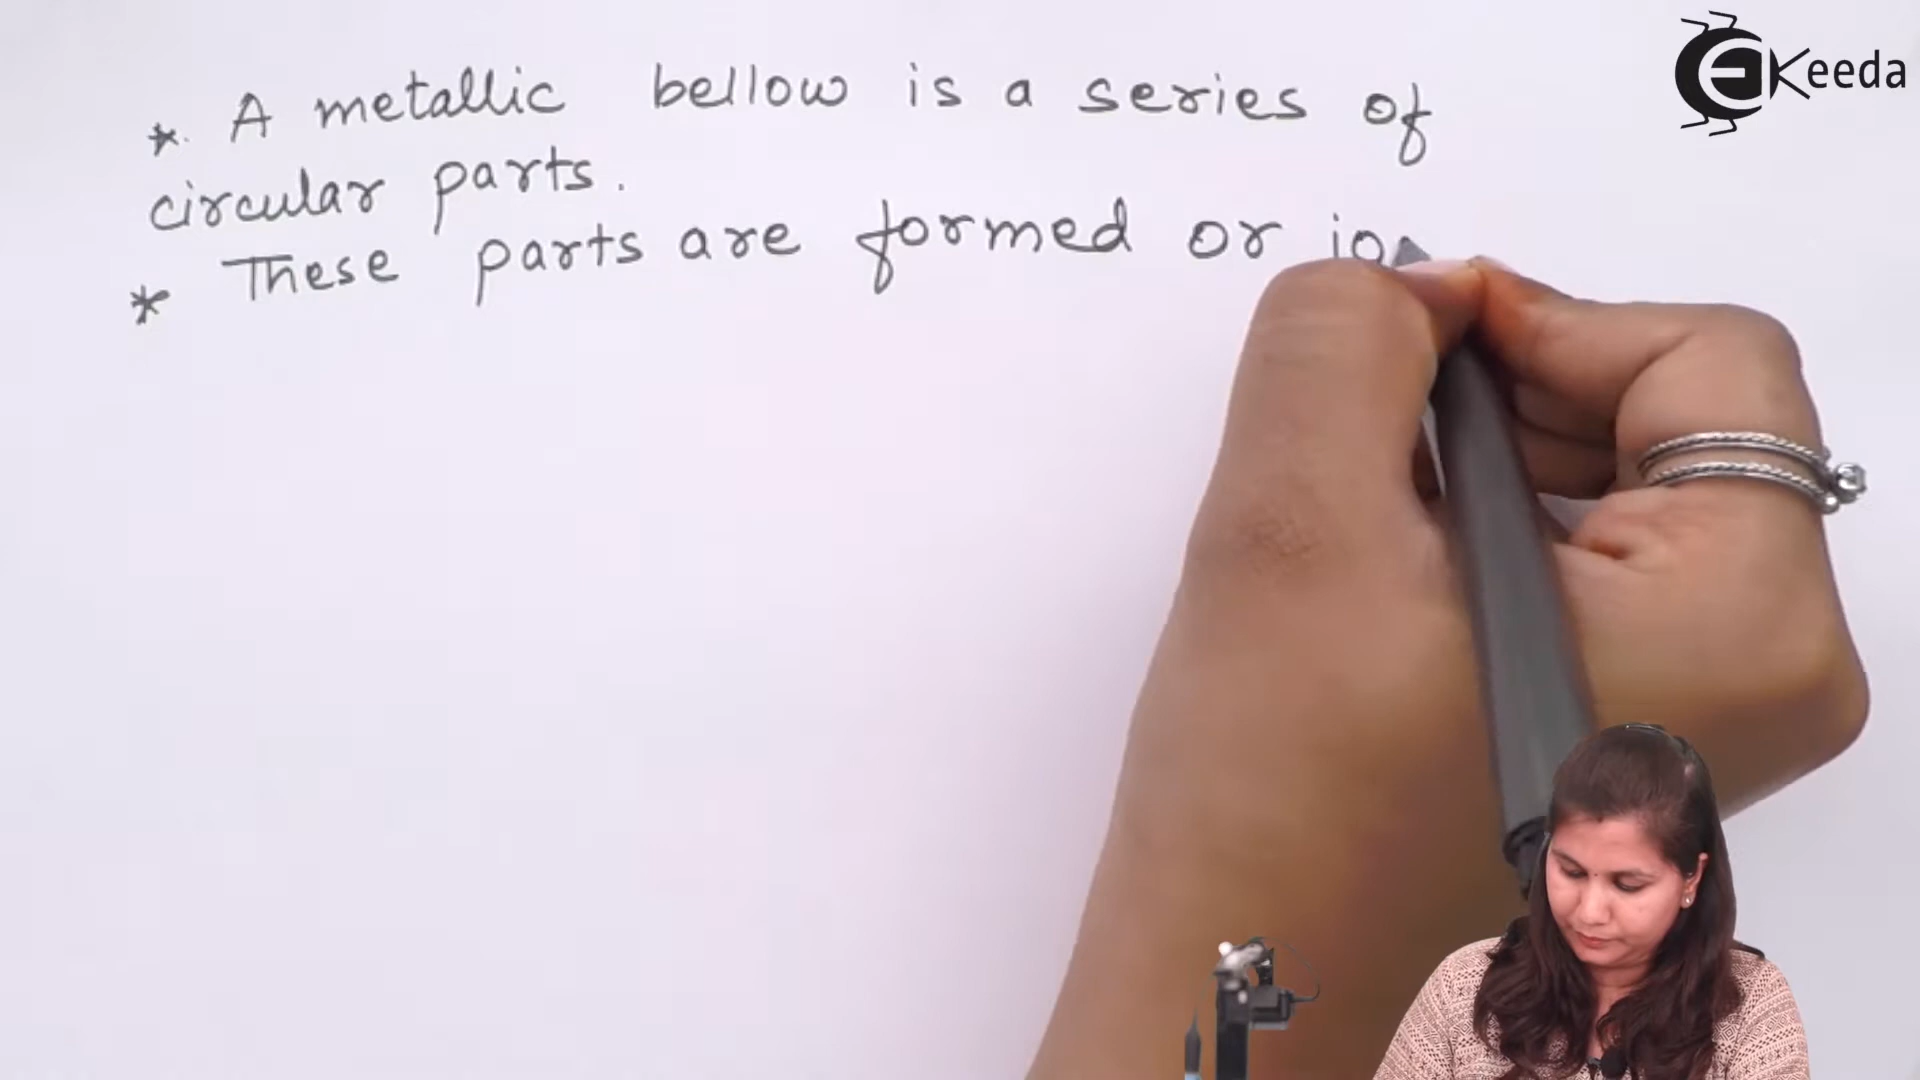 * A metallic bellow is a series of
circular parts.
* These parts are formed or
EKeeda